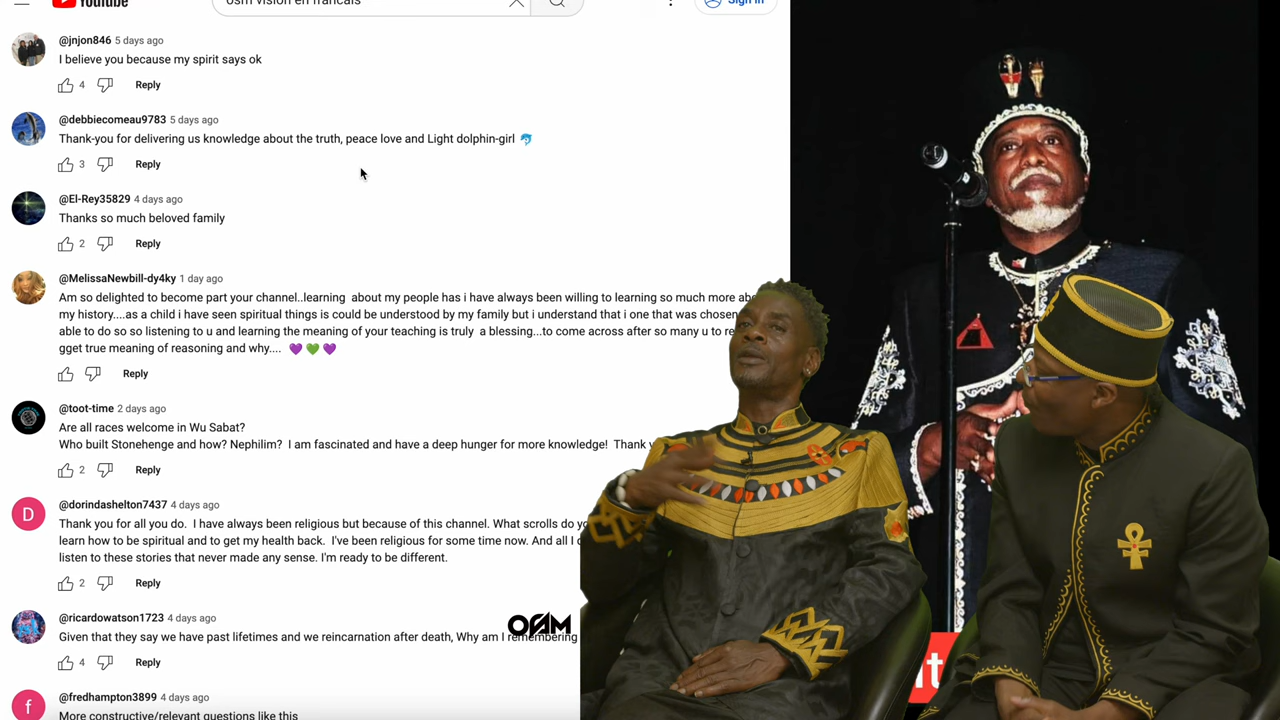 YouTube
osm vision en francais
Sign in
@jnjon846 5 days ago
I believe you because my spirit says ok
4 Reply
@debbiecomeau9783 5 days ago
Thank-you for delivering us knowledge about the truth, peace love and Light dolphin-girl 🐬
3 Reply
@El-Rey35829 4 days ago
Thanks so much beloved family
2 Reply
@MelissaNewbill-dy4ky 1 day ago
Am so delighted to become part your channel..learning about my people has i have always been willing to learning so much more
my history....as a child i have seen spiritual things is could be understood by my family but i understand that i one that was chosen
able to do so so listening to u and learning the meaning of your teaching is truly a blessing...to come across after so many u to
gget true meaning of reasoning and why.... 💜💚💜
Reply
@toot-time 2 days ago
Are all races welcome in Wu Sabat?
Who built Stonehenge and how? Nephilim? I am fascinated and have a deep hunger for more knowledge! Thank
2 Reply
@dorindashelton7437 4 days ago
Thank you for all you do. I have always been religious but because of this channel. What scrolls do
learn how to be spiritual and to get my health back. I've been religious for some time now. And all I
listen to these stories that never made any sense. I'm ready to be different.
2 Reply
@ricardowatson1723 4 days ago
Given that they say we have past lifetimes and we reincarnation after death, Why am I remembering
4 Reply
@fredhampton3899 4 days ago
More constructive/relevant questions like this